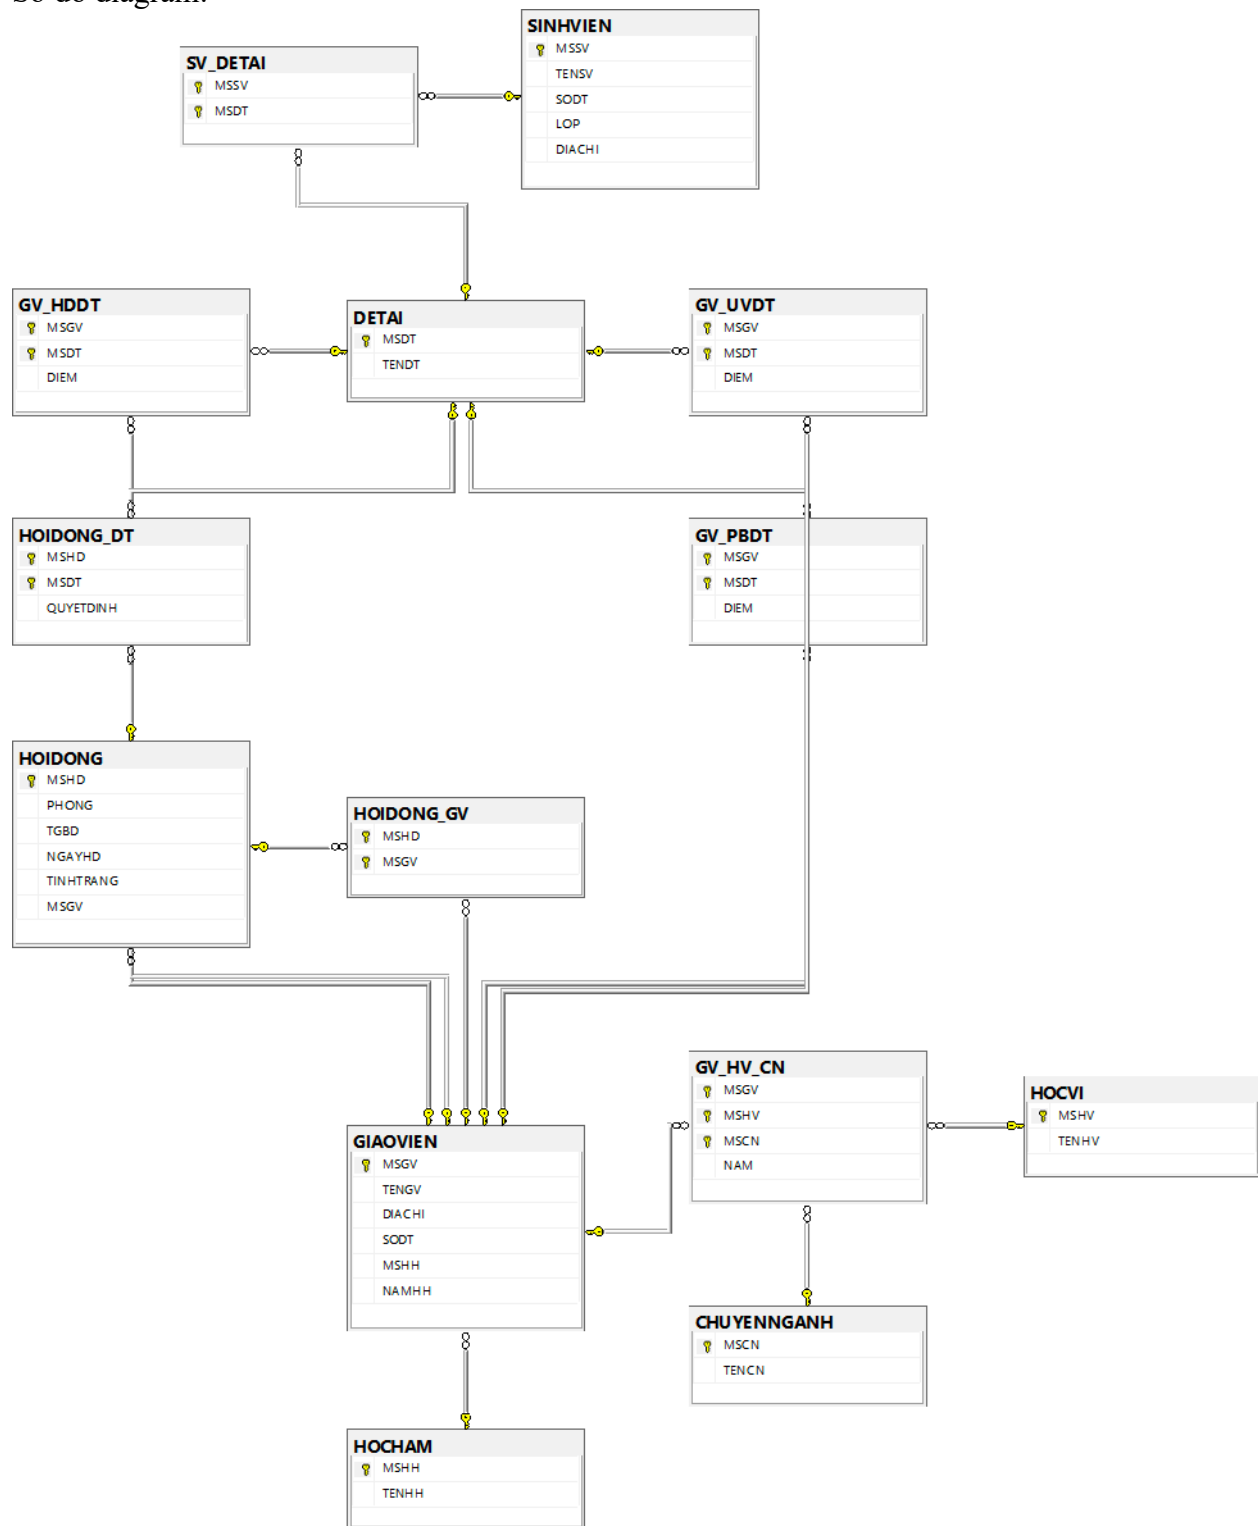 Sơ đồ diagram:
SINHVIEN
MSSV
TENSV
SODT
LOP
DIACHI
SV_DETAI
MSSV
MSDT
GV_HDDT
MSGV
MSDT
DIEM
DETAI
MSDT
TENDT
GV_UVDT
MSGV
MSDT
DIEM
HOIDONG_DT
MSHD
MSDT
QUYETDINH
GV_PBDT
MSGV
MSDT
DIEM
HOIDONG
MSHD
PHONG
TGBD
NGAYHD
TINHTRANG
MSGV
HOIDONG_GV
MSHD
MSGV
GV_HV_CN
MSGV
MSHV
MSCN
NAM
HOCVI
MSHV
TENHV
GIAOVIEN
MSGV
TENGV
DIACHI
SODT
MSHH
NAMHH
CHUYENNGANH
MSCN
TENCN
HOCHAM
MSHH
TENHH